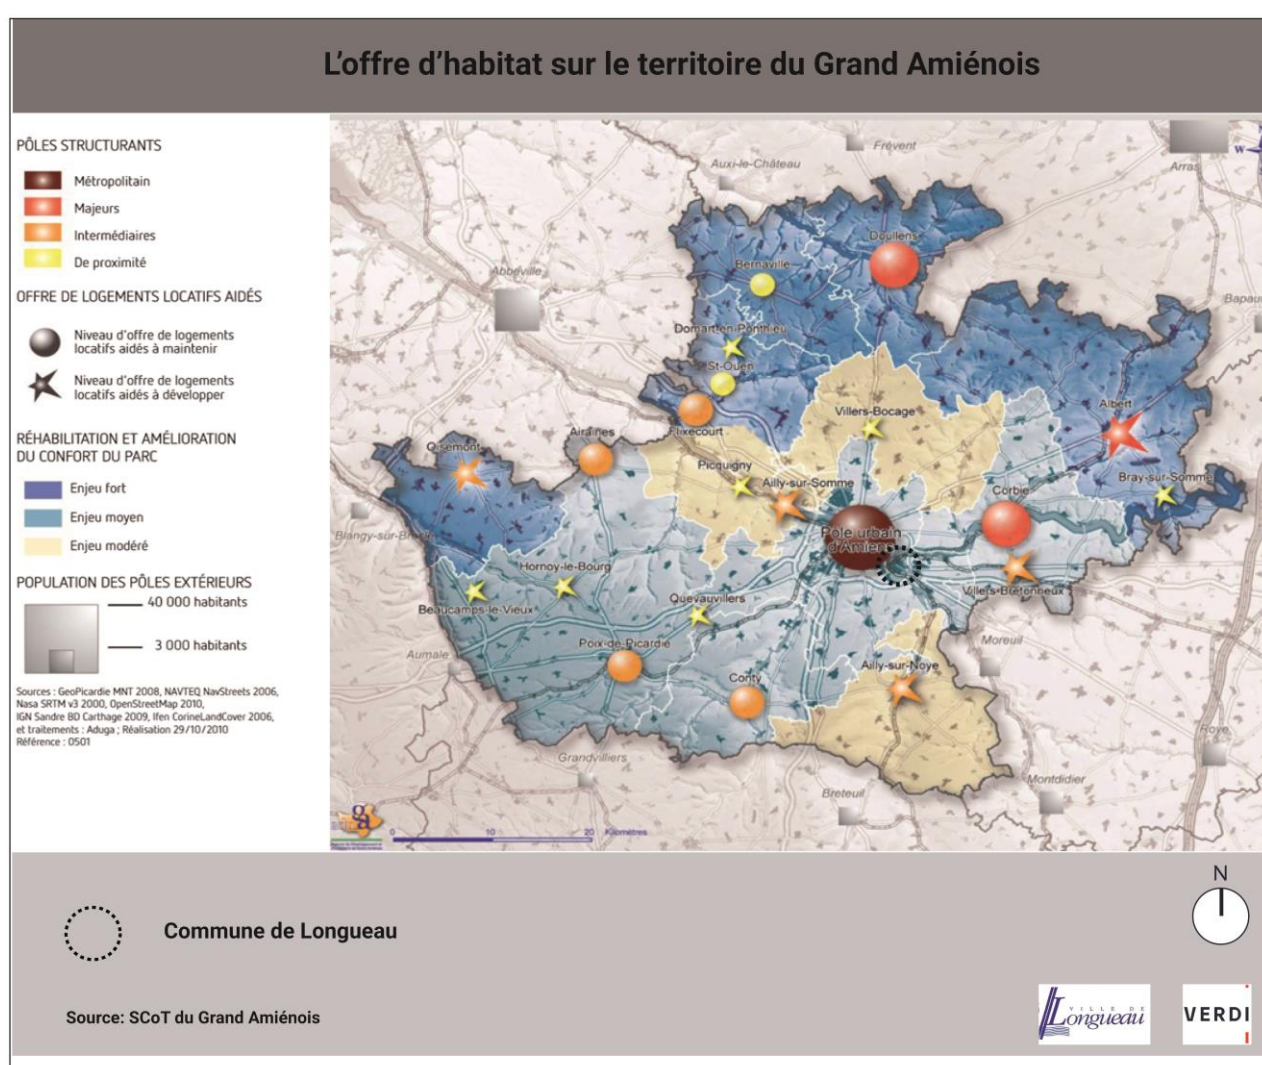 L'offre d'habitat sur le territoire du Grand Amiénois
PÔLES STRUCTURANTS
Métropolitain
Majeurs
Intermédiaires
De proximité
OFFRE DE LOGEMENTS LOCATIFS AIDÉS
Niveau d'offre de logements
locatifs aidés à maintenir
Niveau d'offre de logements
locatifs aidés à développer
RÉHABILITATION ET AMÉLIORATION
DU CONFORT DU PARC
Enjeu fort
Enjeu moyen
Enjeu modéré
POPULATION DES PÔLES EXTÉRIEURS
40 000 habitants
3 000 habitants
Sources : GeoPicardie MNT 2008, NAVTEQ NavStreets 2006,
Nasa SRTM v3 2000, OpenStreetMap 2010,
IGN Sandre BD Carthage 2009, Ifen CorineLandCover 2006,
et traitements : Aduga ; Réalisation 29/10/2010
Référence : 0501
Frévent
Auxi-le-Château
Arras
W
Doullens
Bernaville
Abbeville
Domart-en-Ponthieu
St-Ouen
Albert
Villers-Bocage
Flixecourt
Airaines
Oisemont
Picquigny
Ailly-sur-Somme
Bray-sur-Somme
Corbie
Pôle urbain
d'Amiens
Hornoy-le-Bourg
Villers-Bretonneux
Beaucamps-le-Vieux
Quevauvillers
Moreuil
Poix-de-Picardie
Aumale
Ailly-sur-Noye
Conty
Roye
Grandvilliers
Montdidier
Breteuil
0 10 20 Kilomètres
N
Commune de Longueau
Source: SCoT du Grand Amiénois
VILLE DE
Longueau
VERDI